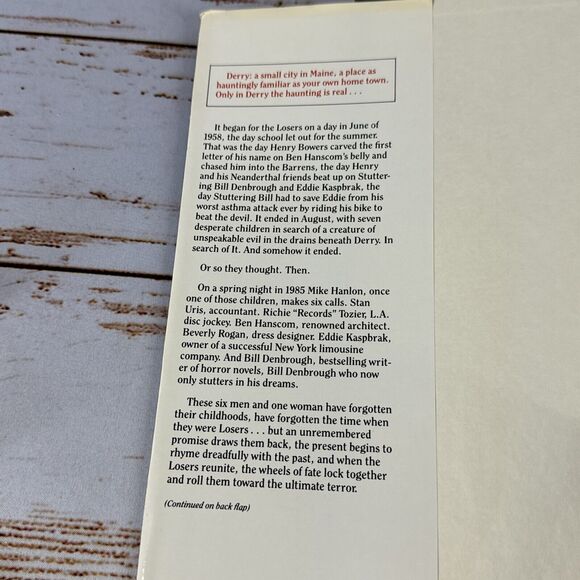 Derry: a small city in Maine, a place as
hauntingly familiar as your own home town.
Only in Derry the haunting is real . . .
It began for the Losers on a day in June of
1958, the day school let out for the summer.
That was the day Henry Bowers carved the first
letter of his name on Ben Hanscom's belly and
chased him into the Barrens, the day Henry
and his Neanderthal friends beat up on Stutter-
ing Bill Denbrough and Eddie Kaspbrak, the
day Stuttering Bill had to save Eddie from his
worst asthma attack ever by riding his bike to
beat the devil. It ended in August, with seven
desperate children in search of a creature of
unspeakable evil in the drains beneath Derry. In
search of It. And somehow it ended.
Or so they thought. Then.
On a spring night in 1985 Mike Hanlon, once
one of those children, makes six calls. Stan
Uris, accountant. Richie "Records" Tozier, L.A.
disc jockey. Ben Hanscom, renowned architect.
Beverly Rogan, dress designer. Eddie Kaspbrak,
owner of a successful New York limousine
company. And Bill Denbrough, bestselling writ-
er of horror novels, Bill Denbrough who now
only stutters in his dreams.
These six men and one woman have forgotten
their childhoods, have forgotten the time when
they were Losers . . . but an unremembered
promise draws them back, the present begins to
rhyme dreadfully with the past, and when the
Losers reunite, the wheels of fate lock together
and roll them toward the ultimate terror.
(Continued on back flap)